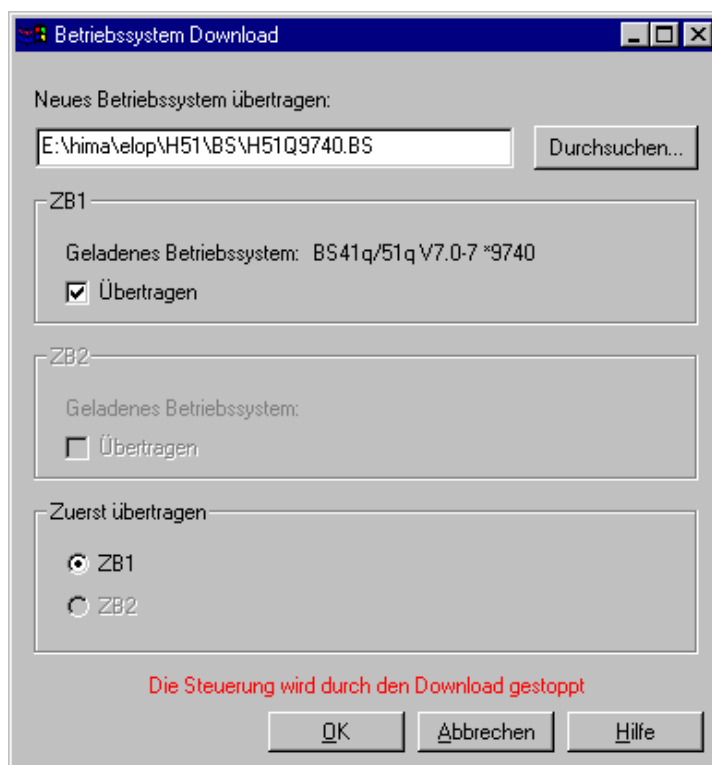 Betriebssystem Download
Neues Betriebssystem übertragen:
E:\hima\elop\H51\BS\H51Q9740.BS
Durchsuchen...
ZB1
Geladenes Betriebssystem: BS41q/51q V7.0-7 *9740
Übertragen
ZB2
Geladenes Betriebssystem:
Übertragen
Zuerst übertragen
ZB1
ZB2
Die Steuerung wird durch den Download gestoppt
OK Abbrechen Hilfe